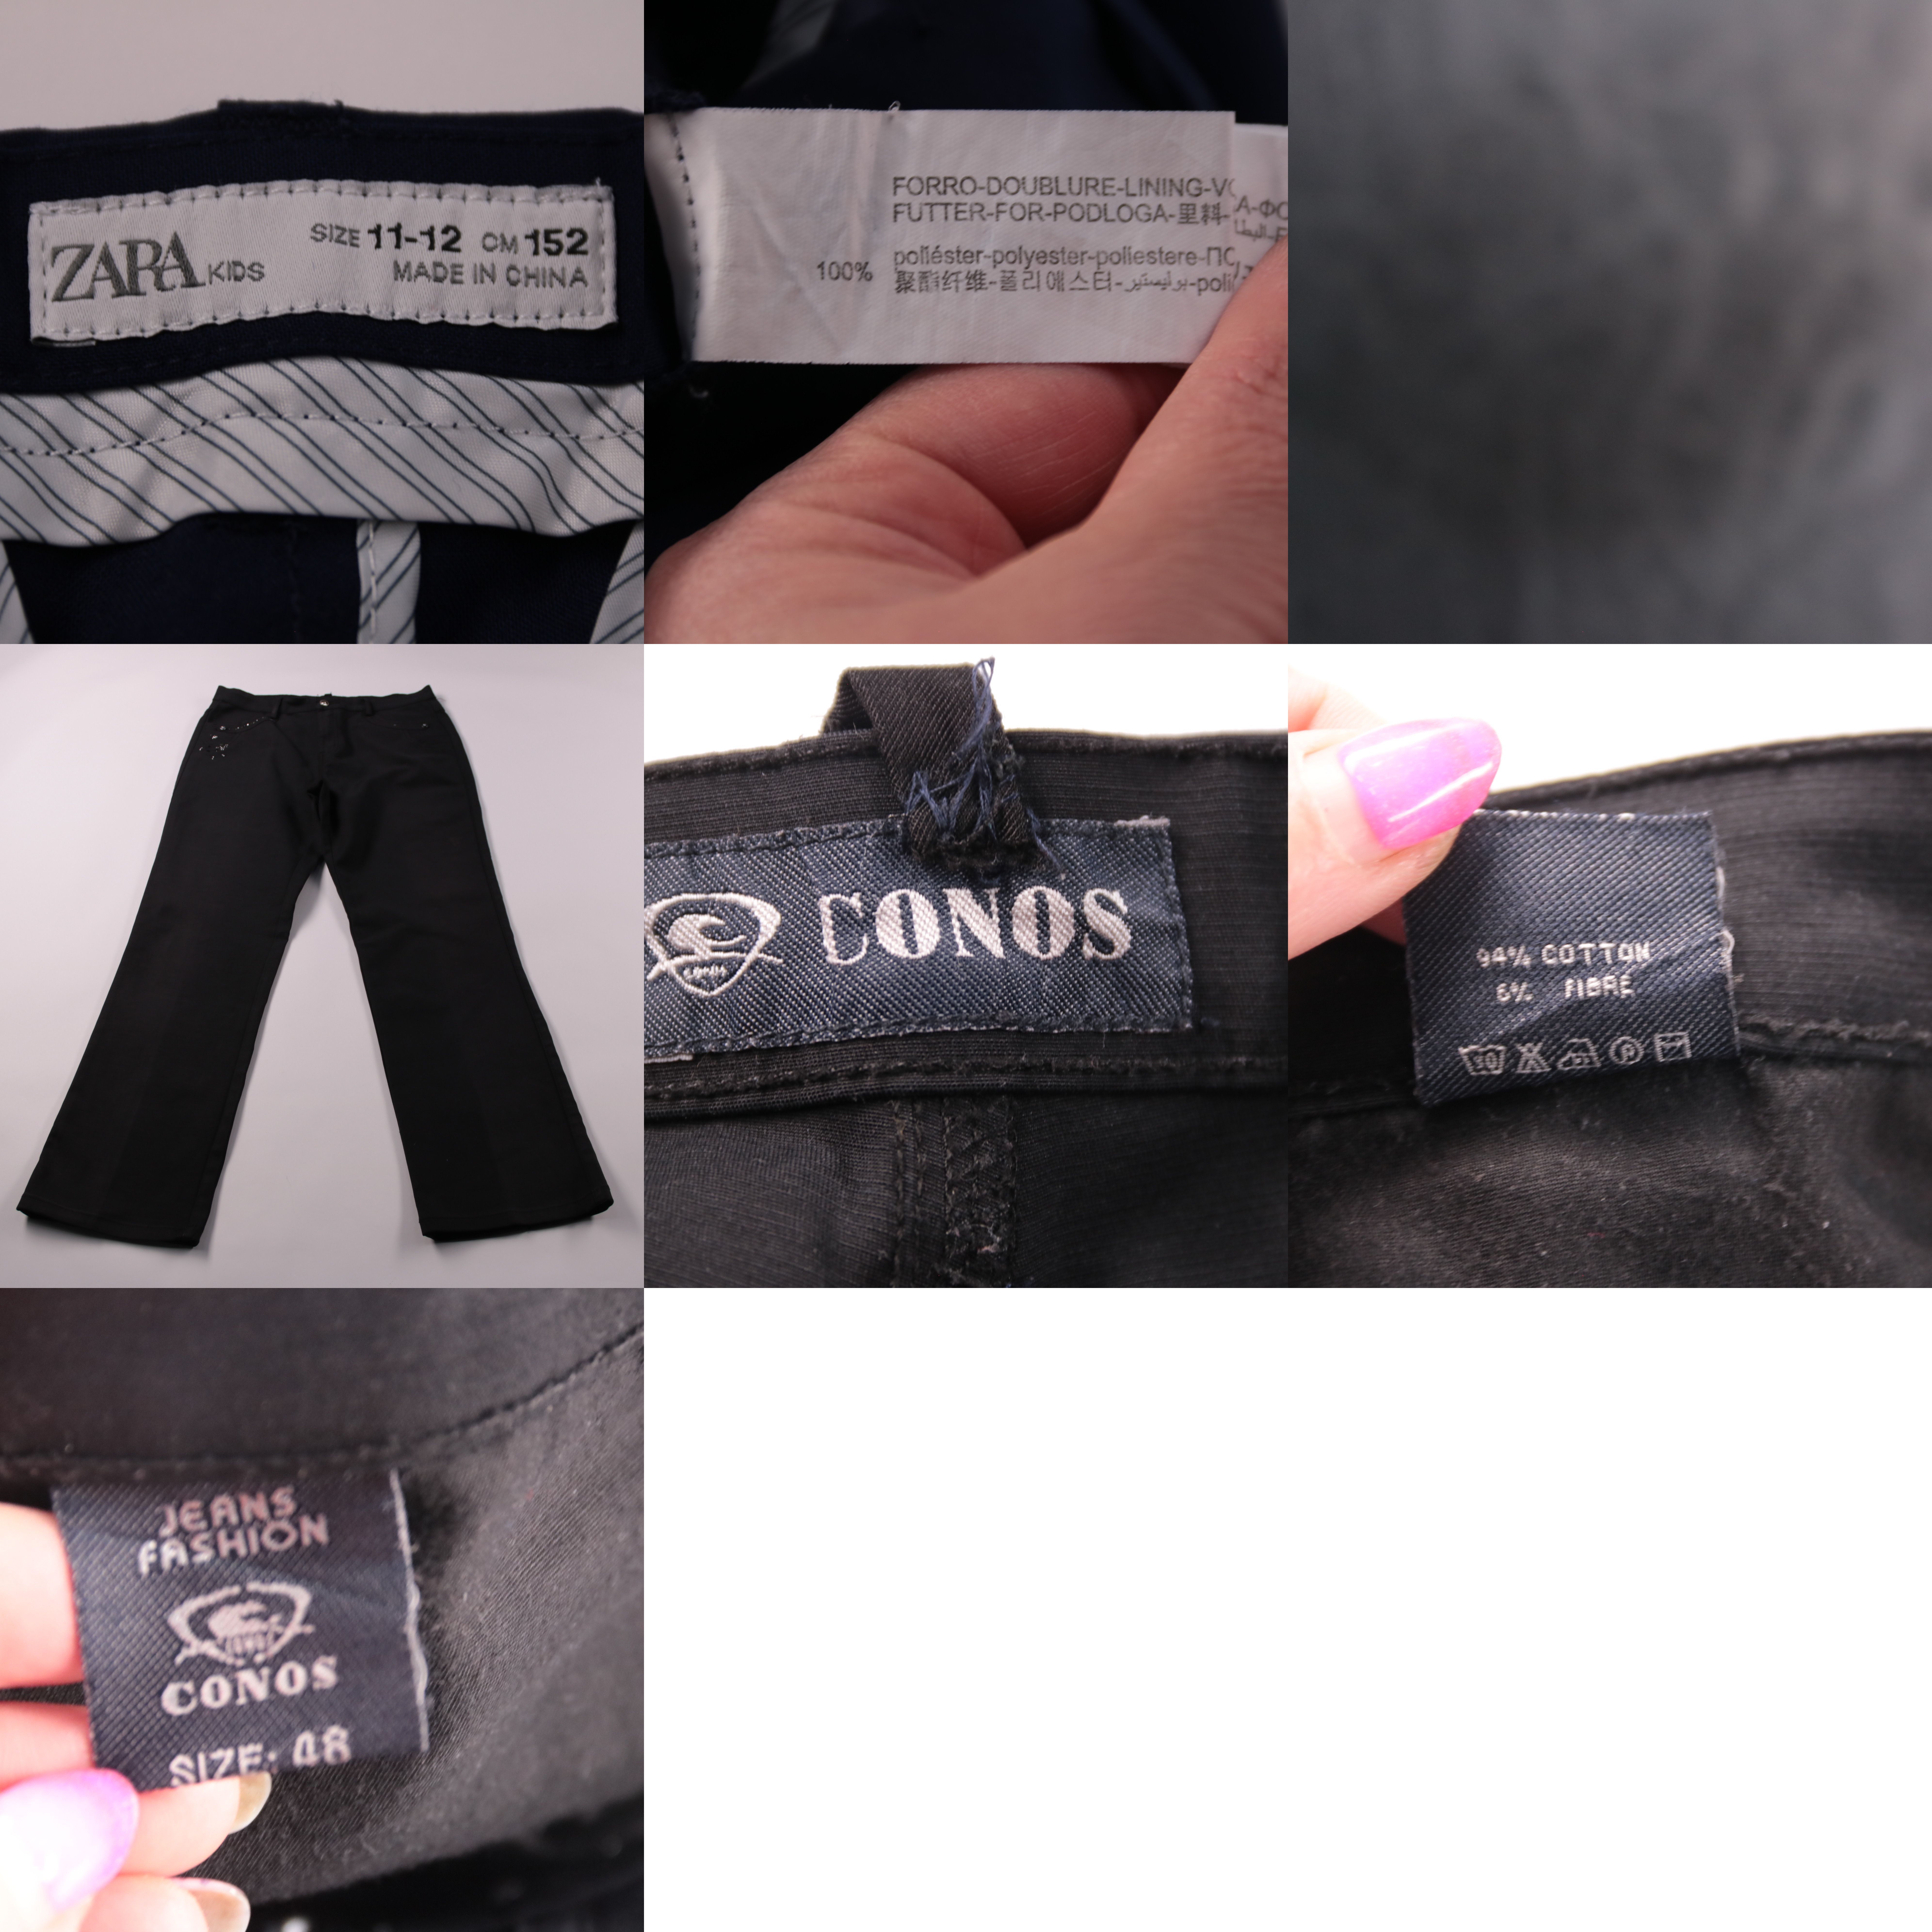 ZARA KIDS
SIZE 11-12 CM 152
MADE IN CHINA
FORRO-DOUBLURE-LINING-
FUTTER-FOR-PODLOGA-里料-
100% poliéster-polyester-poliestere-
聚酯纤维-폴리에스터-بوليستير-poli
CONOS
94% COTTON
6% FIBRE
JEANS
FASHION
CONOS
SIZE: 48